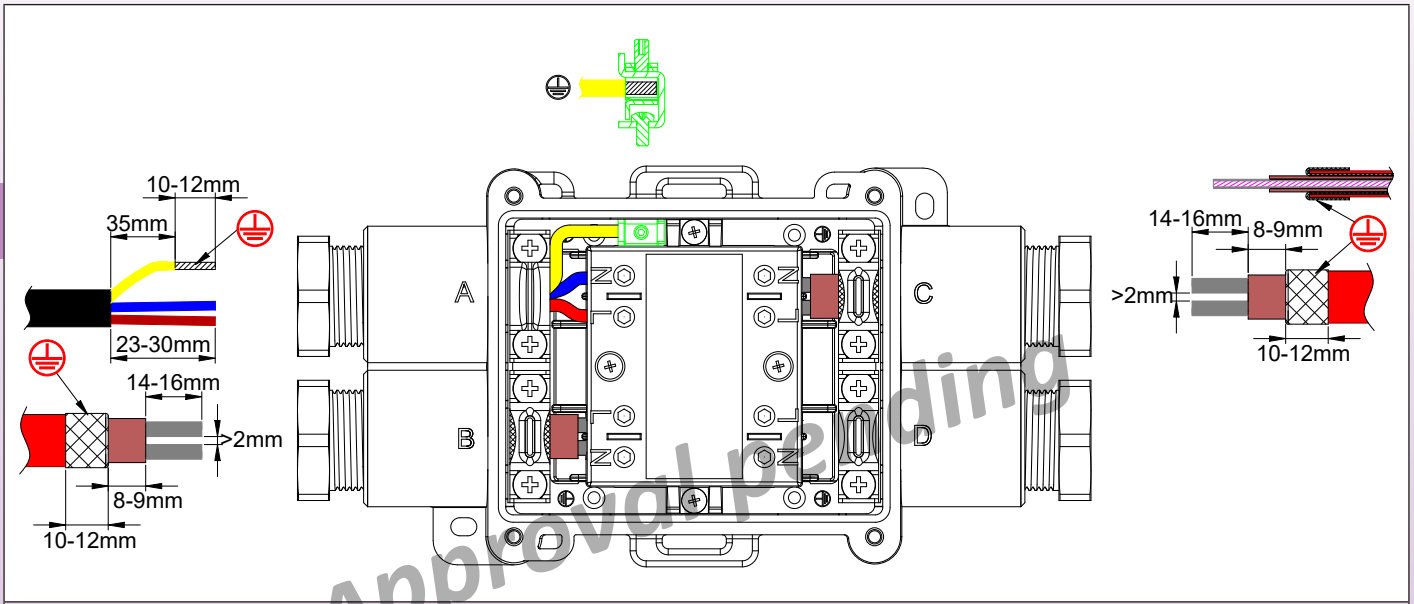 10-12mm
35mm
23-30mm
14-16mm
>2mm
8-9mm
10-12mm
A
B
N
L
L
N
N
L
L
N
C
D
14-16mm
8-9mm
>2mm
10-12mm
Approval pending